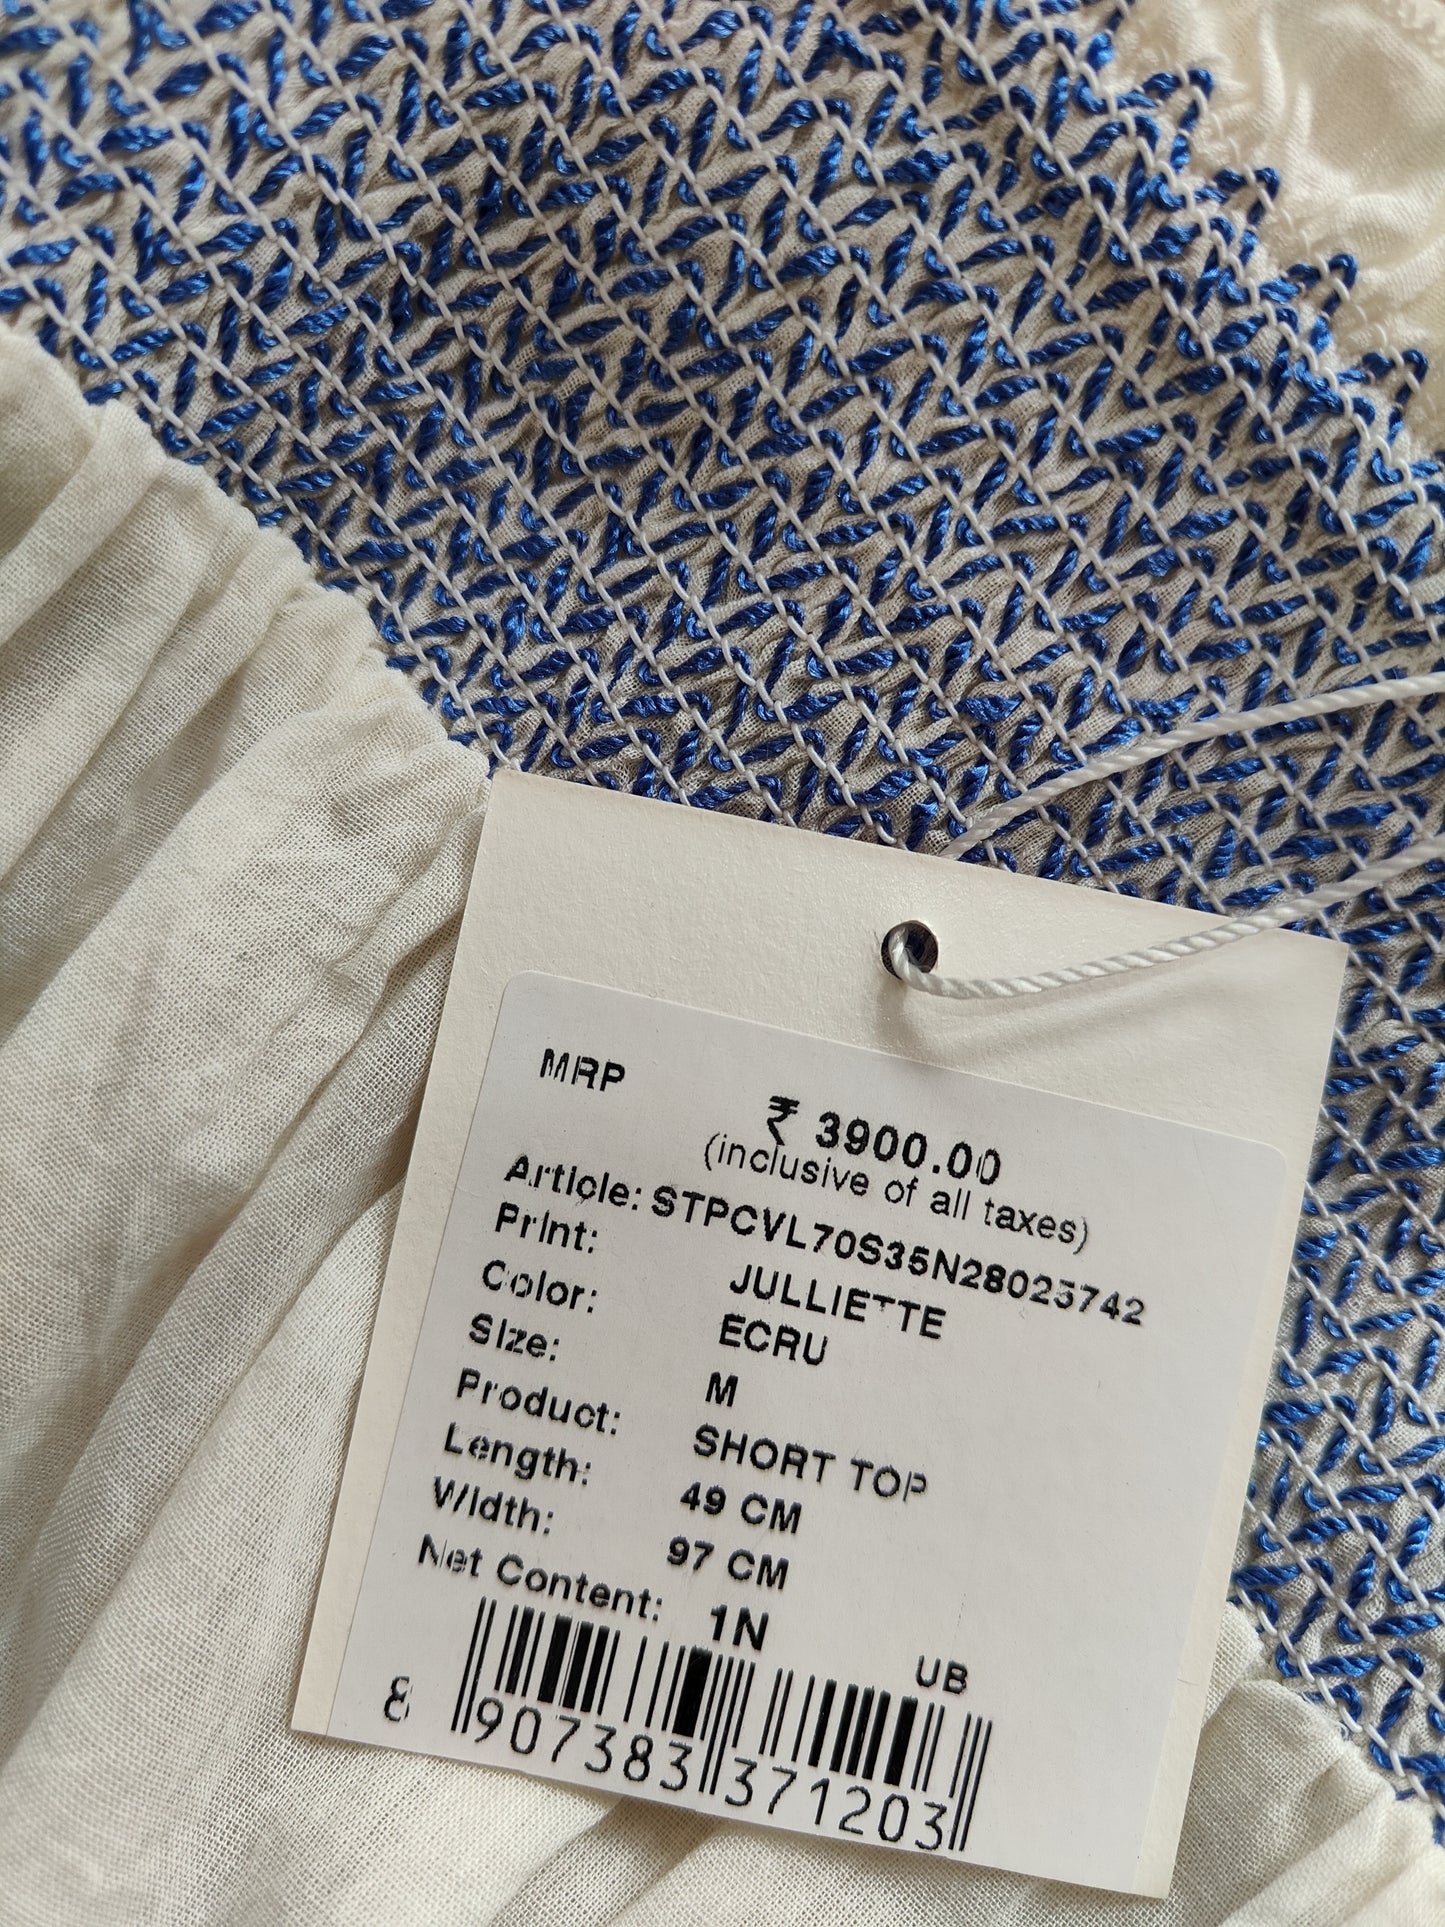 MRP
₹ 3900.00
(inclusive of all taxes)
Article: STPCVL70S35N28025742
Print: JULLIETTE
Color: ECRU
Size: M
Product: SHORT TOP
Length: 49 CM
Width: 97 CM
Net Content: 1N
UB
8 907383 371203